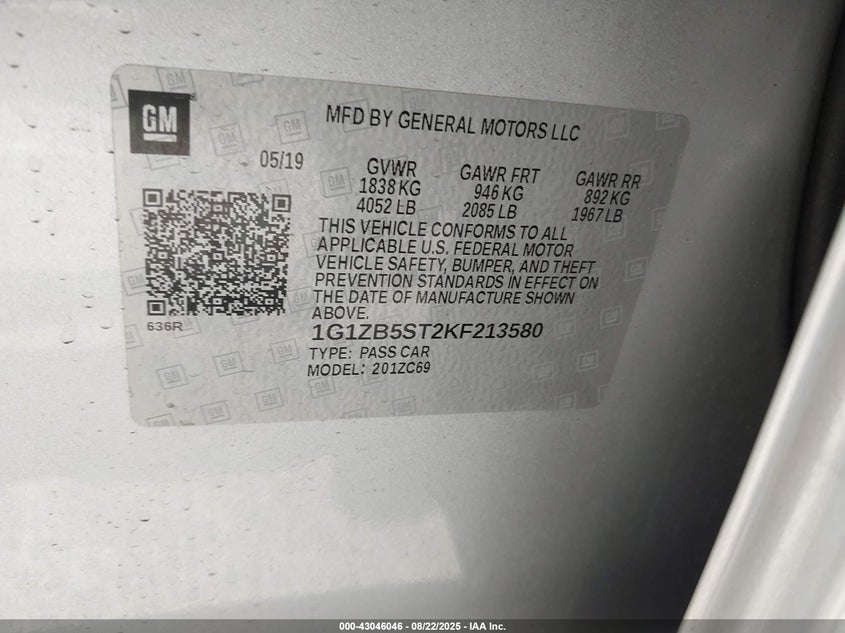 GM
MFD BY GENERAL MOTORS LLC
05/19
GVWR GAWR FRT GAWR RR
1838 KG 946 KG 892 KG
4052 LB 2085 LB 1967 LB
THIS VEHICLE CONFORMS TO ALL
APPLICABLE U.S. FEDERAL MOTOR
VEHICLE SAFETY, BUMPER, AND THEFT
PREVENTION STANDARDS IN EFFECT ON
THE DATE OF MANUFACTURE SHOWN
ABOVE.
636R
1G1ZB5ST2KF213580
TYPE: PASS CAR
MODEL: 201ZC69
000-43046046 - 08/22/2025 - IAA Inc.